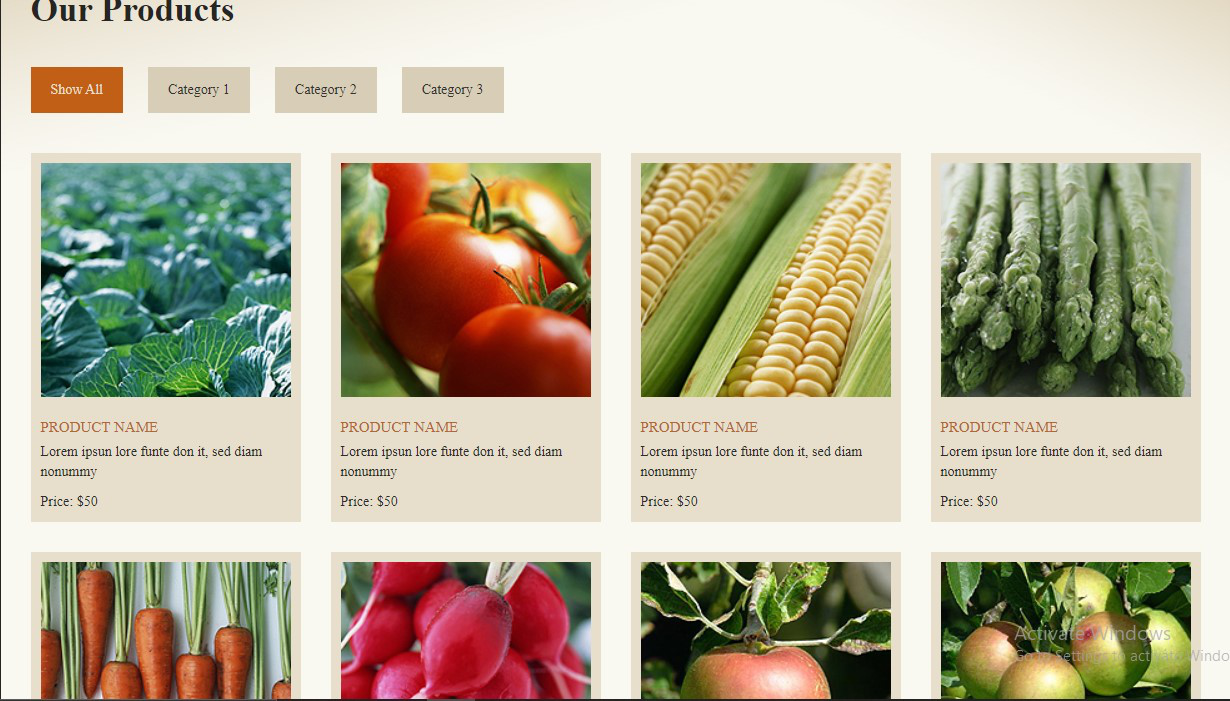 Our Products
Show All
Category 1
Category 2
Category 3
PRODUCT NAME
Lorem ipsun lore funte don it, sed diam
nonummy
Price: $50
PRODUCT NAME
Lorem ipsun lore funte don it, sed diam
nonummy
Price: $50
PRODUCT NAME
Lorem ipsun lore funte don it, sed diam
nonummy
Price: $50
PRODUCT NAME
Lorem ipsun lore funte don it, sed diam
nonummy
Price: $50
Activate Windows
Go to Settings to activate Windo